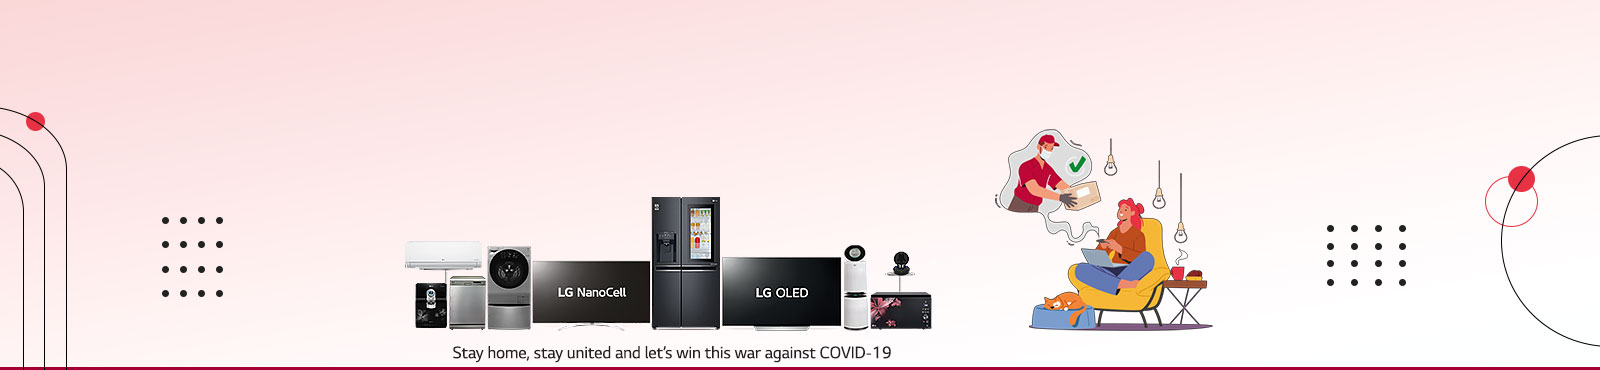 LG NanoCell
LG OLED
Stay home, stay united and let's win this war against COVID-19